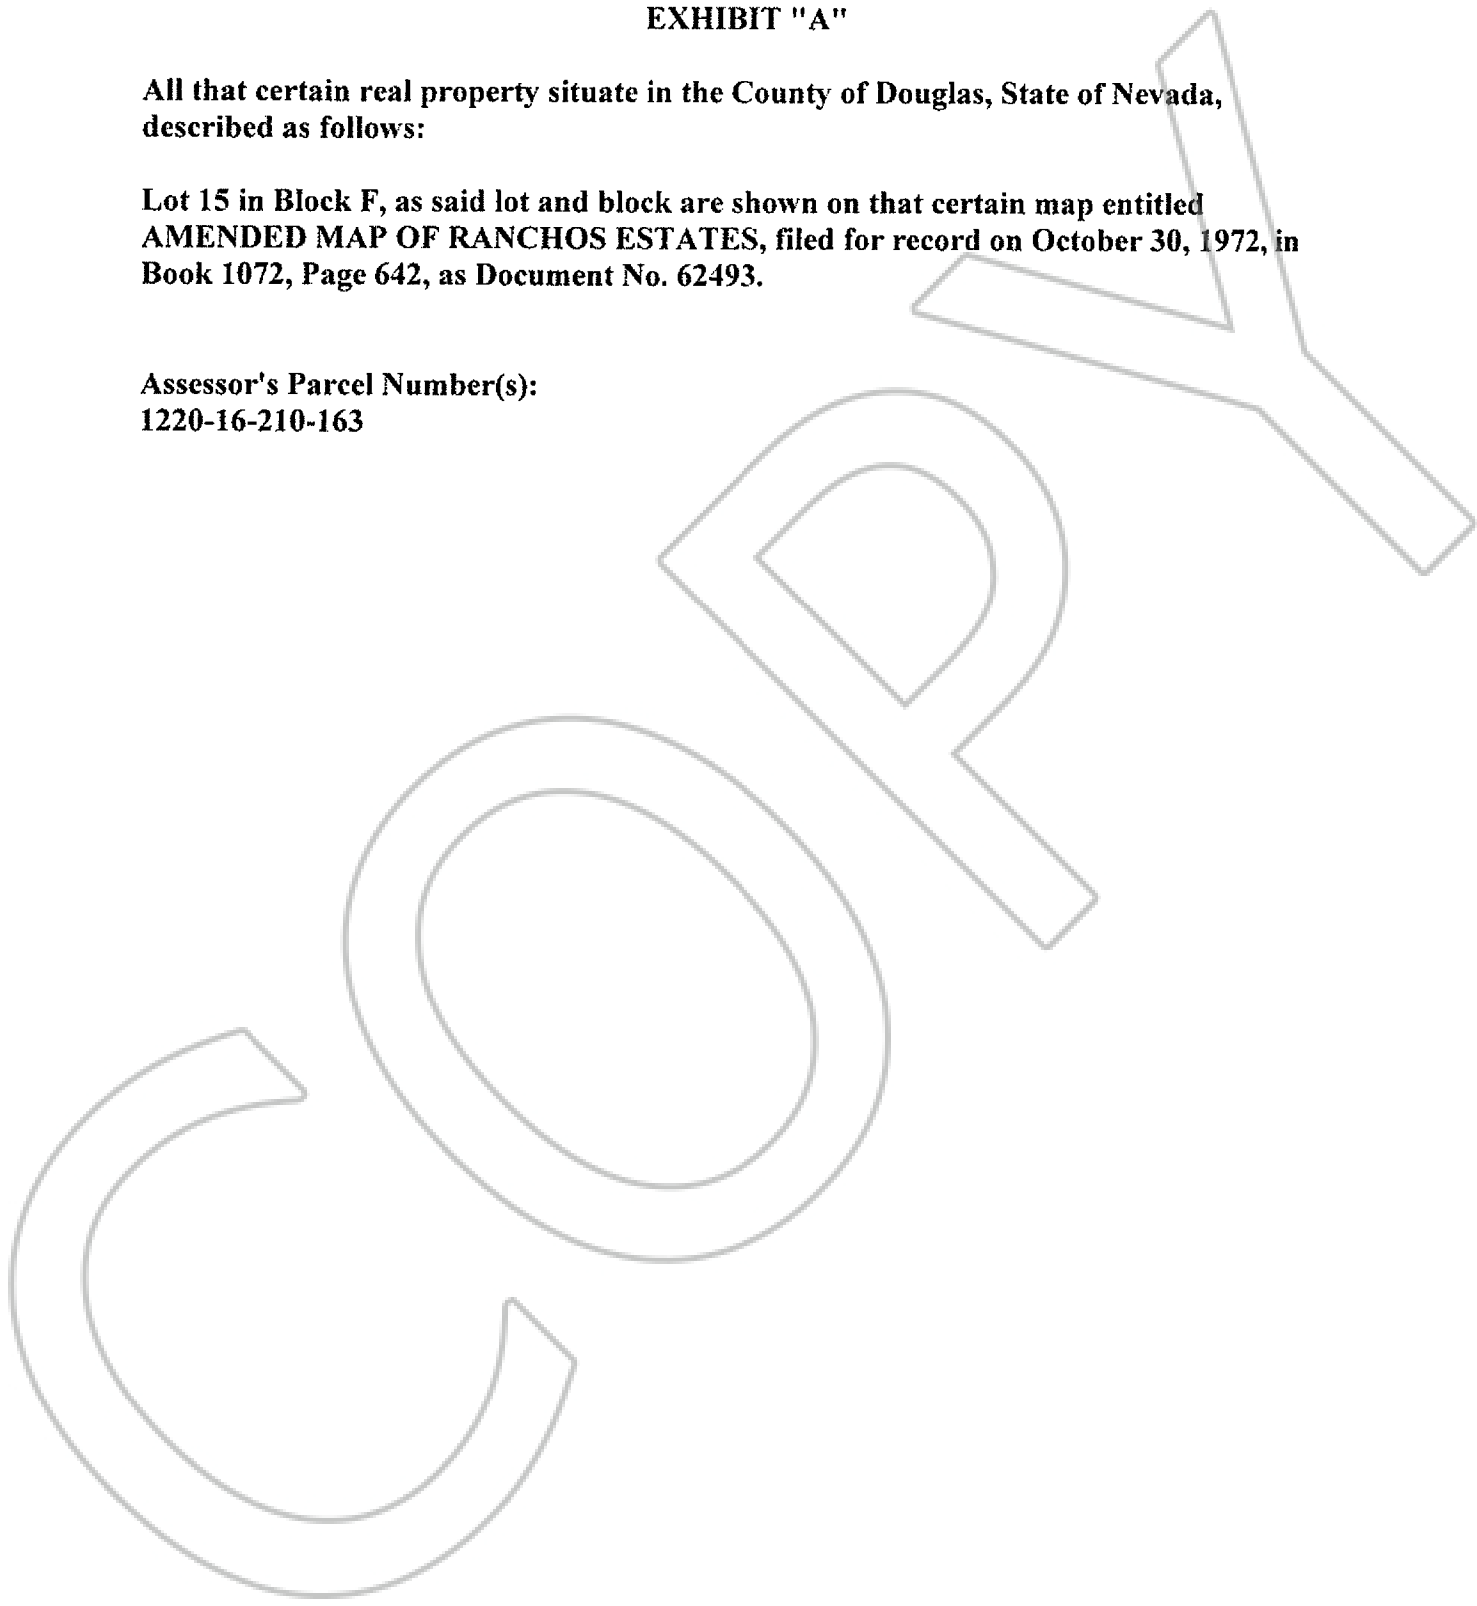 EXHIBIT "A"
All that certain real property situate in the County of Douglas, State of Nevada,
described as follows:
Lot 15 in Block F, as said lot and block are shown on that certain map entitled
AMENDED MAP OF RANCHOS ESTATES, filed for record on October 30, 1972, in
Book 1072, Page 642, as Document No. 62493.
Assessor's Parcel Number(s):
1220-16-210-163
COPY